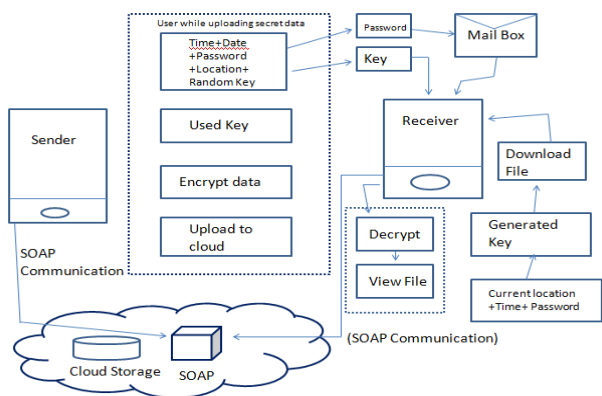 User while uploading secret data
Time+Date
+Password
+Location+
Random Key
Used Key
Encrypt data
Upload to
cloud
Sender
SOAP
Communication
Password
Key
Mail Box
Receiver
Download
File
Generated
Key
Current location
+Time+ Password
Decrypt
View File
(SOAP Communication)
Cloud Storage
SOAP